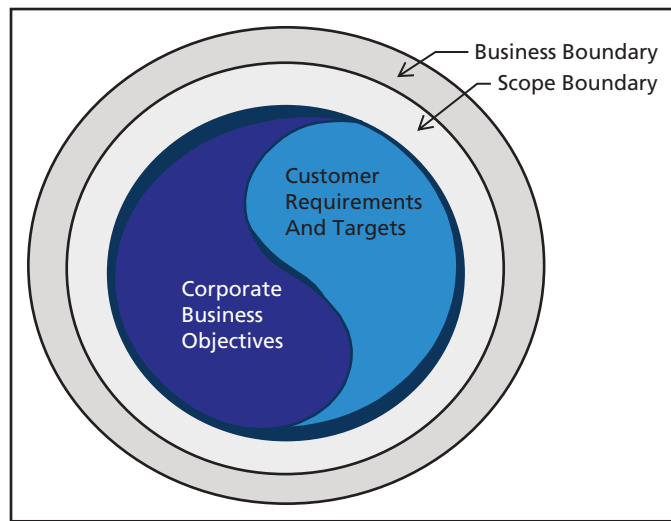 Business Boundary
Scope Boundary
Customer
Requirements
And Targets
Corporate
Business
Objectives